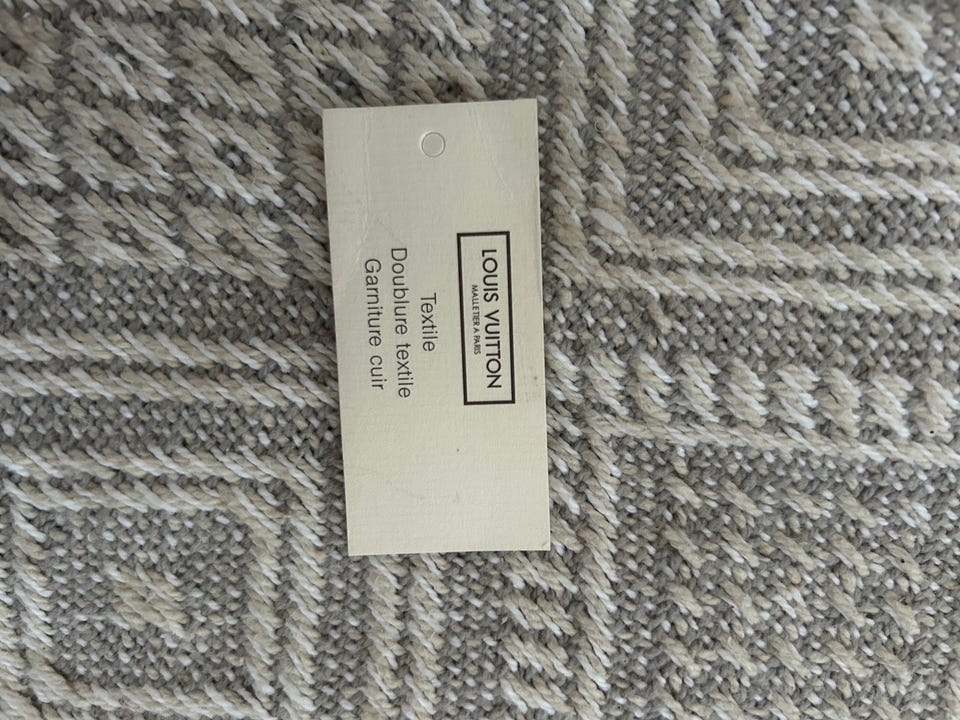 LOUIS VUITTON
MALLETIER A PARIS
Textile
Doublure textile
Garniture cuir